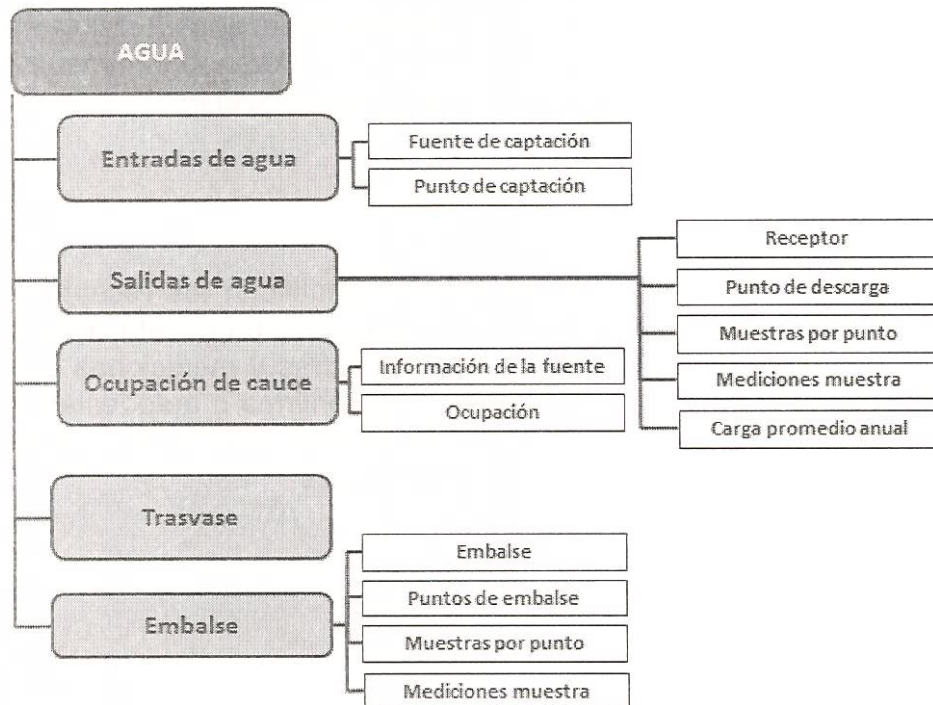 AGUA
Entradas de agua
Fuente de captación
Punto de captación
Salidas de agua
Receptor
Punto de descarga
Muestras por punto
Mediciones muestra
Carga promedio anual
Ocupación de cauce
Información de la fuente
Ocupación
Trasvase
Embalse
Embalse
Puntos de embalse
Muestras por punto
Mediciones muestra